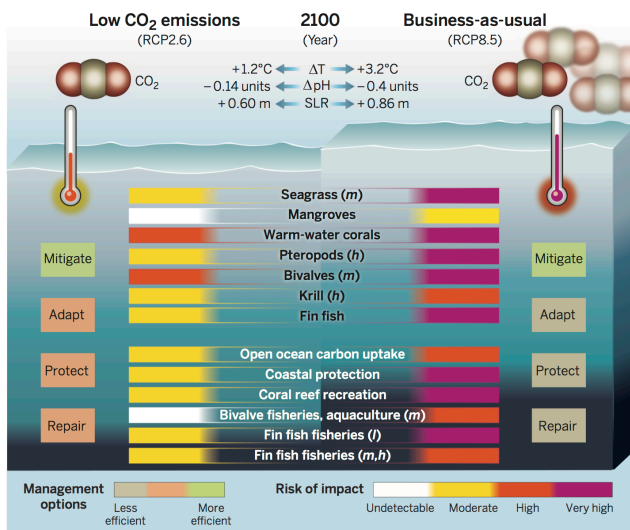 Low CO₂ emissions
(RCP2.6)
2100
(Year)
Business-as-usual
(RCP8.5)
+1.2°C ΔT +3.2°C
– 0.14 units ΔpH – 0.4 units
+ 0.60 m SLR + 0.86 m
CO₂
CO₂
Seagrass (m)
Mangroves
Warm-water corals
Pteropods (h)
Bivalves (m)
Krill (h)
Fin fish
Open ocean carbon uptake
Coastal protection
Coral reef recreation
Bivalve fisheries, aquaculture (m)
Fin fish fisheries (l)
Fin fish fisheries (m,h)
Mitigate
Adapt
Protect
Repair
Mitigate
Adapt
Protect
Repair
Management
options
Less
efficient
More
efficient
Risk of impact
Undetectable
Moderate
High
Very high